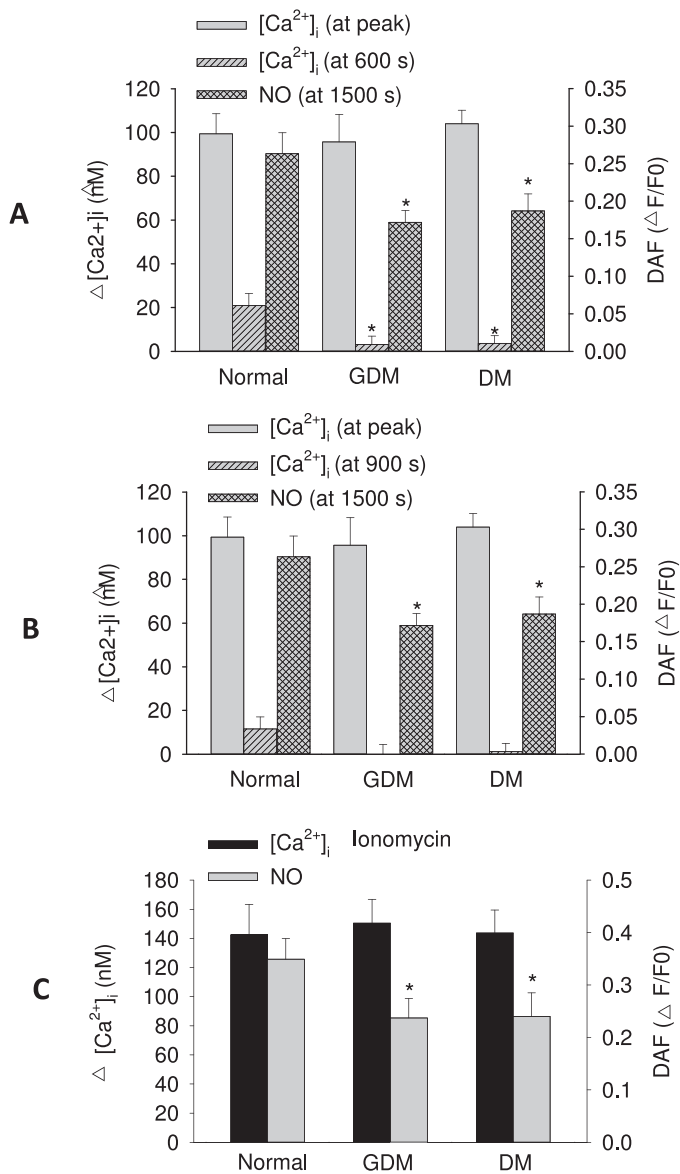 [Ca²⁺]ᵢ (at peak)
[Ca²⁺]ᵢ (at 600 s)
NO (at 1500 s)
A
△ [Ca2+]i (nM)
120
100
80
60
40
20
0
* * * *
0.35
0.30
0.25
0.20
0.15
0.10
0.05
0.00
DAF (△F/F0)
Normal GDM DM
[Ca²⁺]ᵢ (at peak)
[Ca²⁺]ᵢ (at 900 s)
NO (at 1500 s)
B
△ [Ca2+]i (nM)
120
100
80
60
40
20
0
* *
0.35
0.30
0.25
0.20
0.15
0.10
0.05
0.00
DAF (△F/F0)
Normal GDM DM
[Ca²⁺]ᵢ Ionomycin
NO
C
△ [Ca²⁺]ᵢ (nM)
180
160
140
120
100
80
60
40
20
0
* *
0.5
0.4
0.3
0.2
0.1
0.0
DAF (△ F/F0)
Normal GDM DM